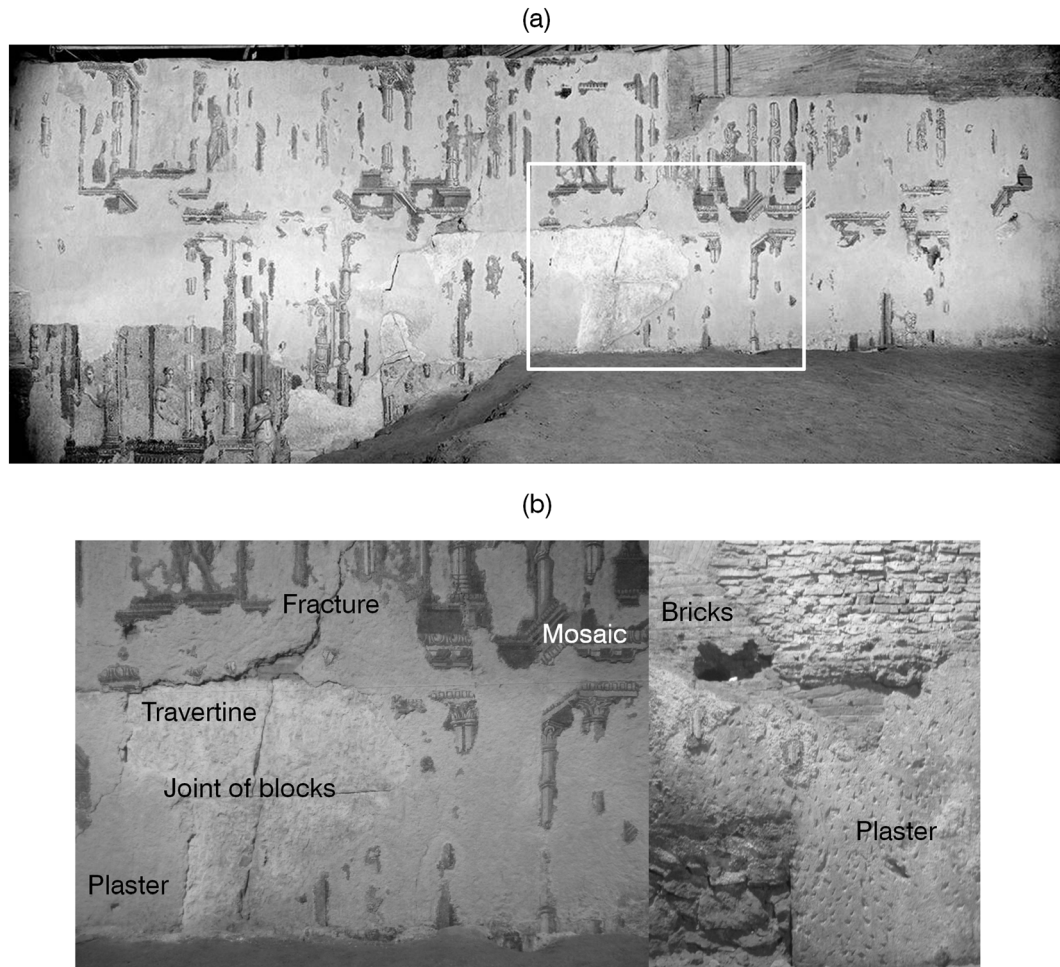 (a)
(b)
Fracture
Mosaic
Bricks
Travertine
Joint of blocks
Plaster
Plaster